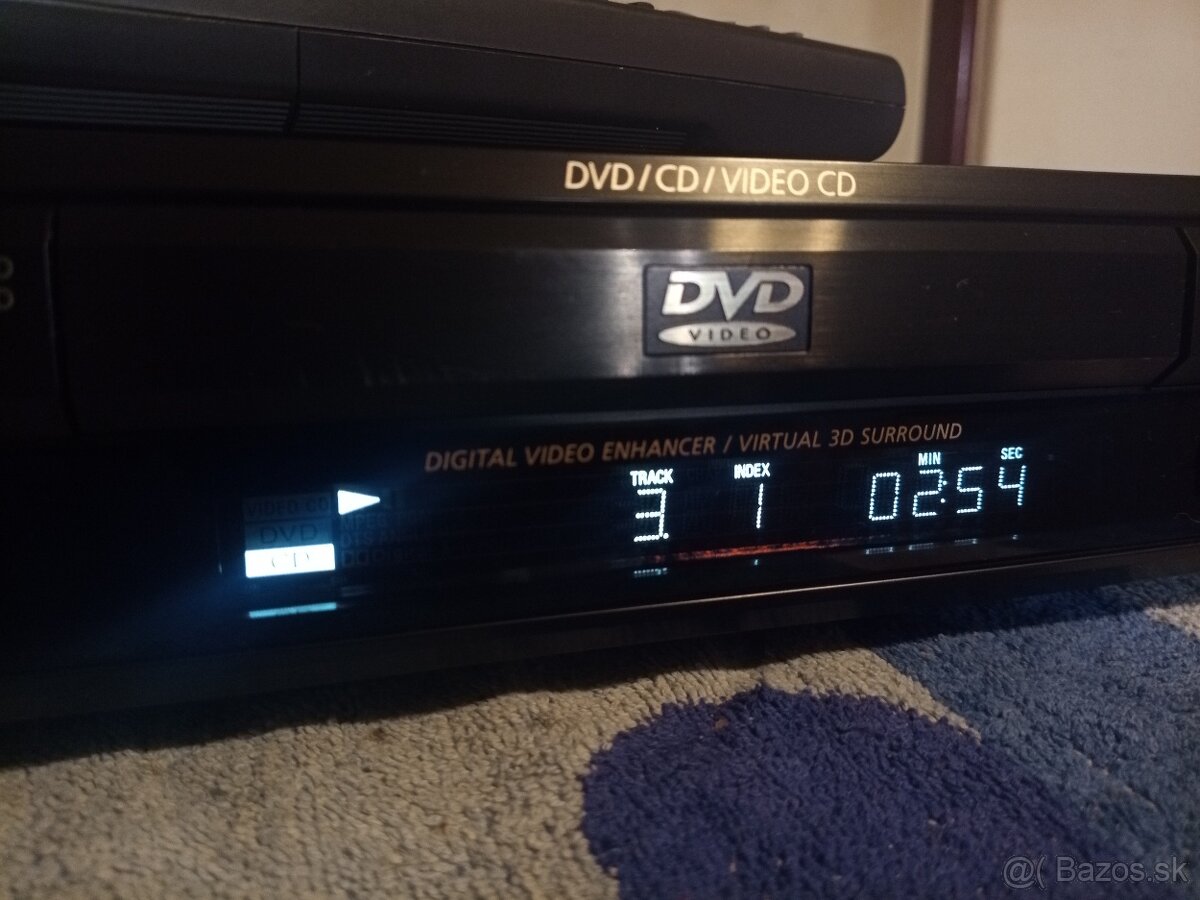 DVD/CD/VIDEO CD
DVD
VIDEO
DIGITAL VIDEO ENHANCER / VIRTUAL 3D SURROUND
TRACK INDEX MIN SEC
3 1 02:54
VIDEO CD
DVD
CD
@( Bazos.sk